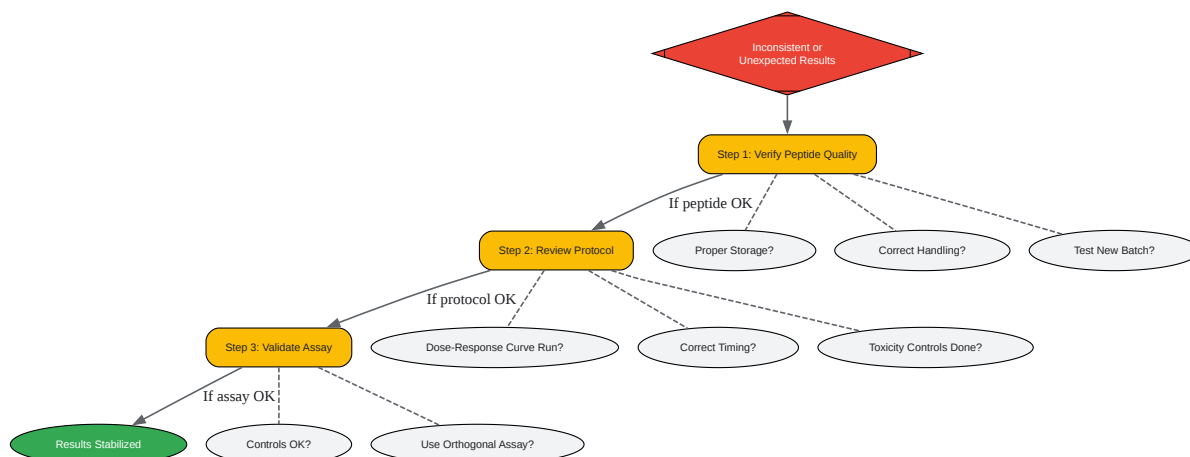 Inconsistent or
Unexpected Results
Step 1: Verify Peptide Quality
If peptide OK
Step 2: Review Protocol
Proper Storage?
Correct Handling?
Test New Batch?
If protocol OK
Step 3: Validate Assay
Dose-Response Curve Run?
Correct Timing?
Toxicity Controls Done?
If assay OK
Results Stabilized
Controls OK?
Use Orthogonal Assay?